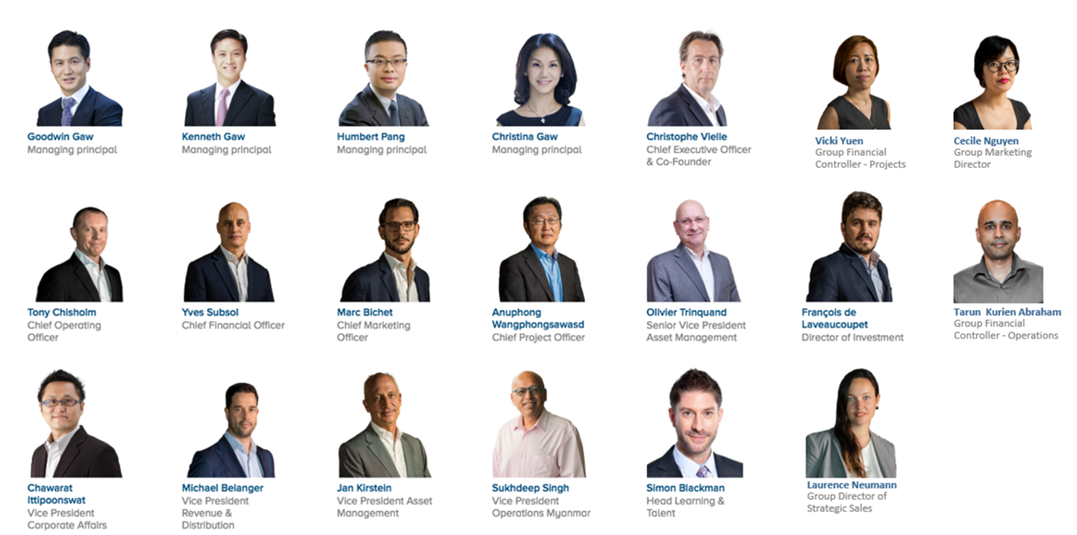 Goodwin Gaw
Managing principal
Kenneth Gaw
Managing principal
Humbert Pang
Managing principal
Christina Gaw
Managing principal
Christophe Vielle
Chief Executive Officer
& Co-Founder
Vicki Yuen
Group Financial
Controller - Projects
Cecile Nguyen
Group Marketing
Director
Tony Chisholm
Chief Operating
Officer
Yves Subsol
Chief Financial Officer
Marc Bichet
Chief Marketing
Officer
Anuphong
Wangphongsawasd
Chief Project Officer
Olivier Trinquand
Senior Vice President
Asset Management
François de
Laveaucoupet
Director of Investment
Tarun Kurien Abraham
Group Financial
Controller - Operations
Chawarat
Ittipoonswat
Vice President
Corporate Affairs
Michael Belanger
Vice President
Revenue &
Distribution
Jan Kirstein
Vice President Asset
Management
Sukhdeep Singh
Vice President
Operations Myanmar
Simon Blackman
Head Learning &
Talent
Laurence Neumann
Group Director of
Strategic Sales